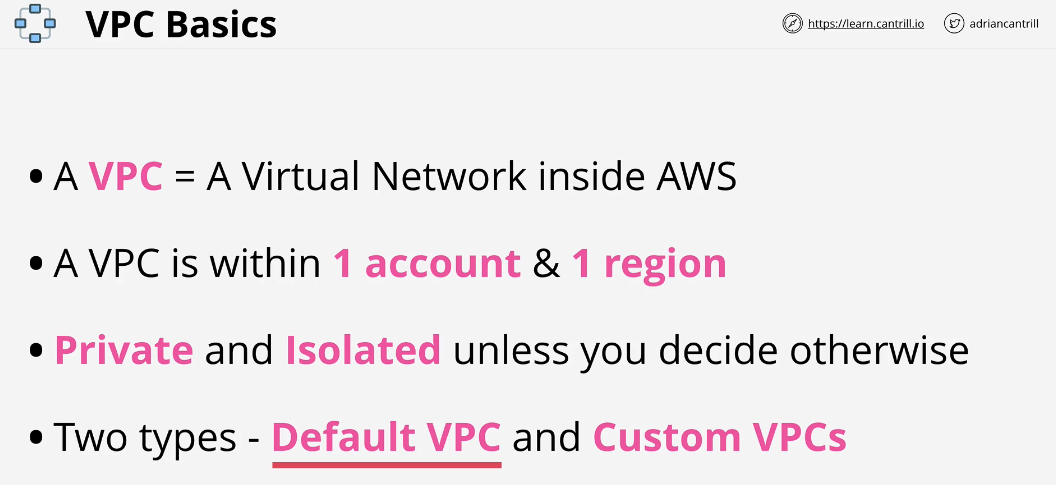 VPC Basics
https://learn.cantrill.io
adriancantrill
• A VPC = A Virtual Network inside AWS
• A VPC is within 1 account & 1 region
• Private and Isolated unless you decide otherwise
• Two types - Default VPC and Custom VPCs